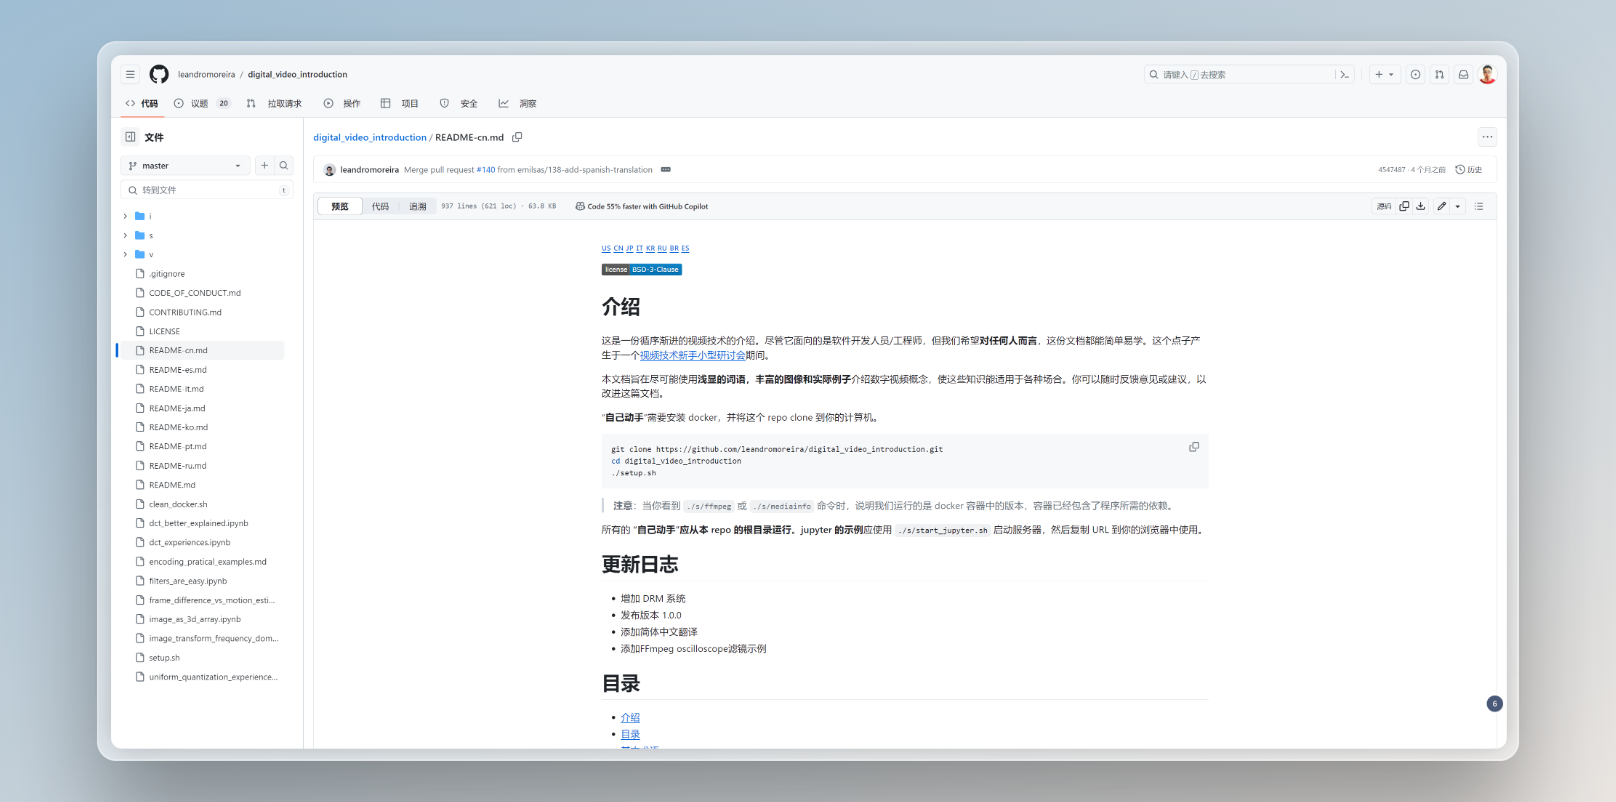 leandromoreira / digital_video_introduction
请键入 / 去搜索
代码 议题 20 拉取请求 操作 项目 安全 洞察
文件
master
转到文件 t
i
s
v
.gitignore
CODE_OF_CONDUCT.md
CONTRIBUTING.md
LICENSE
README-cn.md
README-es.md
README-it.md
README-ja.md
README-ko.md
README-pt.md
README-ru.md
README.md
clean_docker.sh
dct_better_explained.ipynb
dct_experiences.ipynb
encoding_pratical_examples.md
filters_are_easy.ipynb
frame_difference_vs_motion_esti...
image_as_3d_array.ipynb
image_transform_frequency_dom...
setup.sh
uniform_quantization_experience...
digital_video_introduction / README-cn.md
leandromoreira Merge pull request #140 from emilsas/138-add-spanish-translation
4547487 · 4 个月之前 历史
预览 代码 追溯 937 lines (621 loc) · 63.8 KB Code 55% faster with GitHub Copilot
源码
US CN JP IT KR RU BR ES
license BSD-3-Clause
介绍
这是一份循序渐进的视频技术的介绍。尽管它面向的是软件开发人员/工程师，但我们希望对任何人而言，这份文档都能简单易学。这个点子产
生于一个视频技术新手小型研讨会期间。
本文档旨在尽可能使用浅显的词语，丰富的图像和实际例子介绍数字视频概念，使这些知识能适用于各种场合。你可以随时反馈意见或建议，以
改进这篇文档。
“自己动手”需要安装 docker，并将这个 repo clone 到你的计算机。
git clone https://github.com/leandromoreira/digital_video_introduction.git
cd digital_video_introduction
./setup.sh
注意：当你看到 ./s/ffmpeg 或 ./s/mediainfo 命令时，说明我们运行的是 docker 容器中的版本，容器已经包含了程序所需的依赖。
所有的 “自己动手”应从本 repo 的根目录运行。jupyter 的示例应使用 ./s/start_jupyter.sh 启动服务器，然后复制 URL 到你的浏览器中使用。
更新日志
增加 DRM 系统
发布版本 1.0.0
添加简体中文翻译
添加FFmpeg oscilloscope滤镜示例
目录
介绍
目录
6